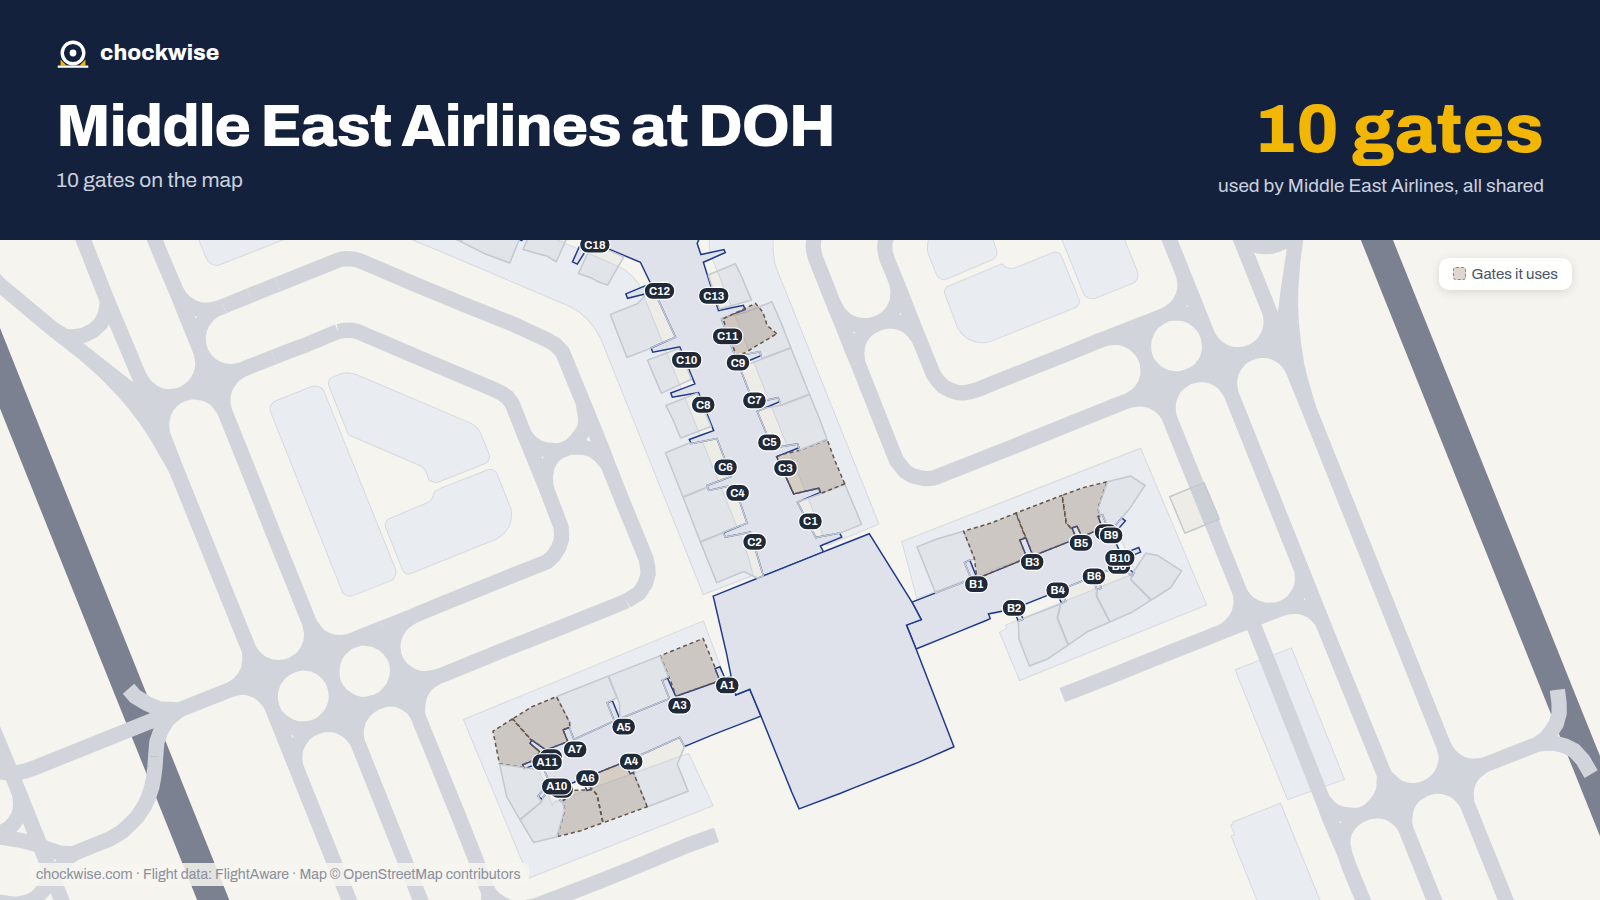 chockwise
Middle East Airlines at DOH
10 gates on the map
10 gates
used by Middle East Airlines, all shared
Gates it uses
C18
C12
C13
C11
C10
C9
C8
C7
C5
C6
C3
C4
C1
C2
B9
B5
B10
B3
B6
B1
B4
B2
A1
A3
A5
A7
A11
A4
A6
A10
chockwise.com · Flight data: FlightAware · Map © OpenStreetMap contributors